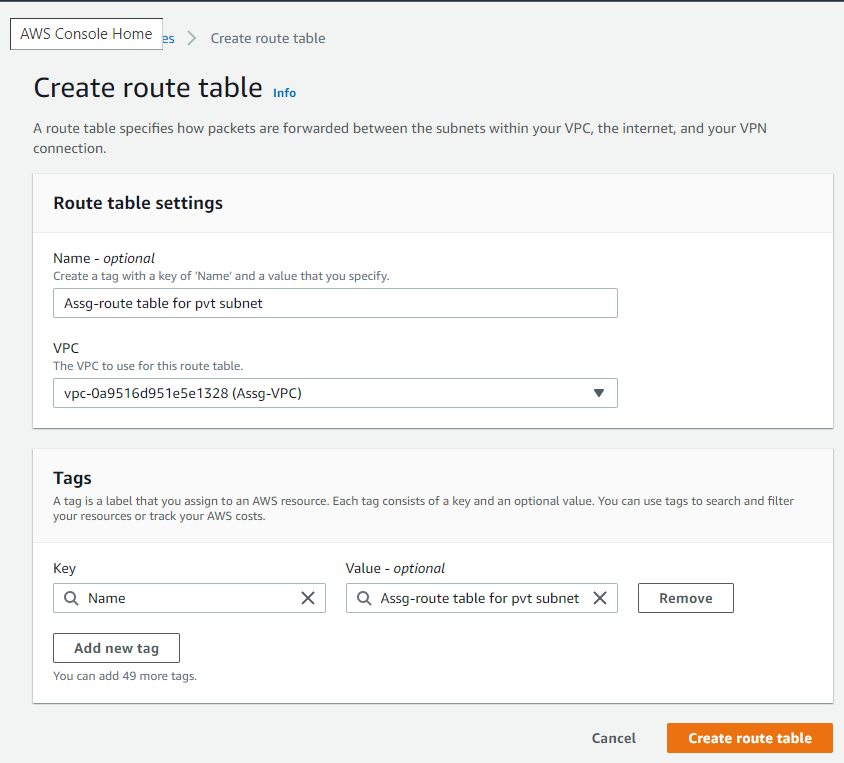 AWS Console Home es Create route table
Create route table Info
A route table specifies how packets are forwarded between the subnets within your VPC, the internet, and your VPN
connection.
Route table settings
Name - optional
Create a tag with a key of 'Name' and a value that you specify.
Assg-route table for pvt subnet
VPC
The VPC to use for this route table.
vpc-0a9516d951e5e1328 (Assg-VPC)
Tags
A tag is a label that you assign to an AWS resource. Each tag consists of a key and an optional value. You can use tags to search and filter
your resources or track your AWS costs.
Key Value - optional
Name Assg-route table for pvt subnet Remove
Add new tag
You can add 49 more tags.
Cancel Create route table